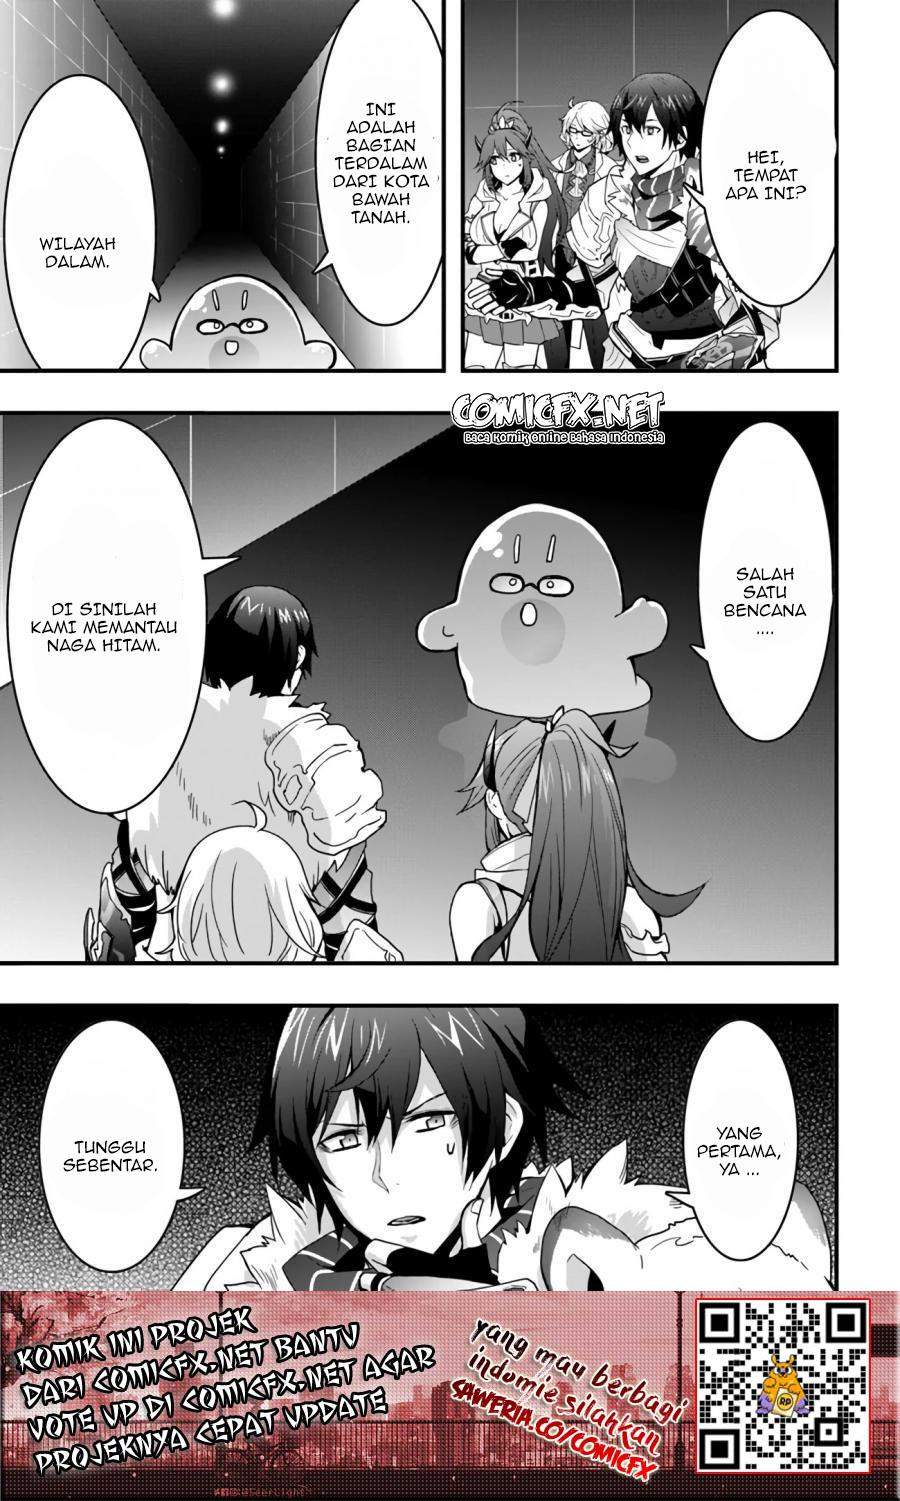 HEI,
TEMPAT
APA INI?
INI
ADALAH
BAGIAN
TERDALAM
DARI KOTA
BAWAH
TANAH.
WILAYAH
DALAM.
COMICFX.NET
Baca Komik Online Bahasa Indonesia
SALAH
SATU
BENCANA
....
DI SINILAH
KAMI MEMANTAU
NAGA HITAM.
YANG
PERTAMA,
YA ...
TUNGGU
SEBENTAR.
KOMIK INI PROJEK
DARI COMICFX.NET BANTU
VOTE UP DI COMICFX.NET AGAR
PROJEKNYA CEPAT UPDATE
yang mau berbagi
indomie silahkan
SAWERIA.CO/COMICFX
RP
@SeerLight